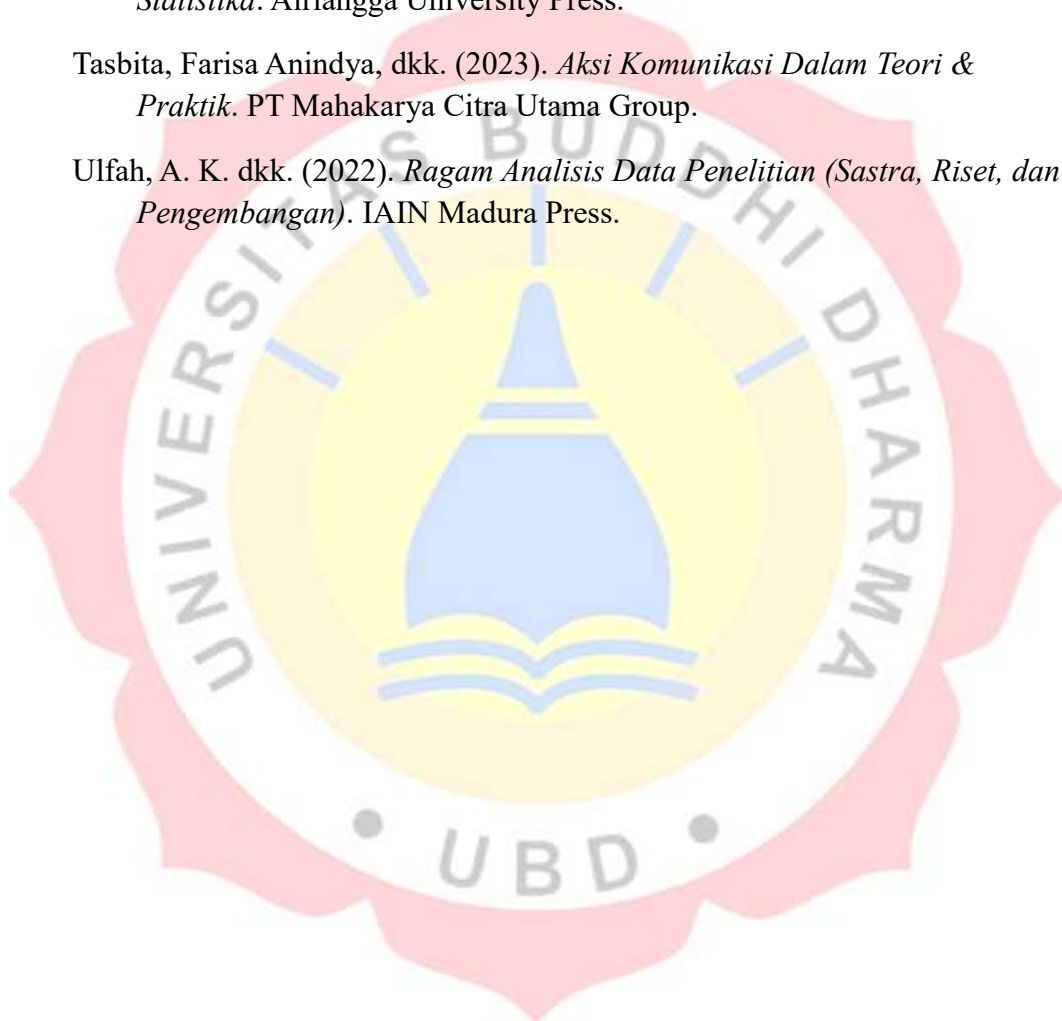 Statistika. Airlangga University Press.
Tasbita, Farisa Anindya, dkk. (2023). Aksi Komunikasi Dalam Teori &
Praktik. PT Mahakarya Citra Utama Group.
Ulfah, A. K. dkk. (2022). Ragam Analisis Data Penelitian (Sastra, Riset, dan
Pengembangan). IAIN Madura Press.
UNIVERSITAS BUDDHI DHARMA
• UBD •